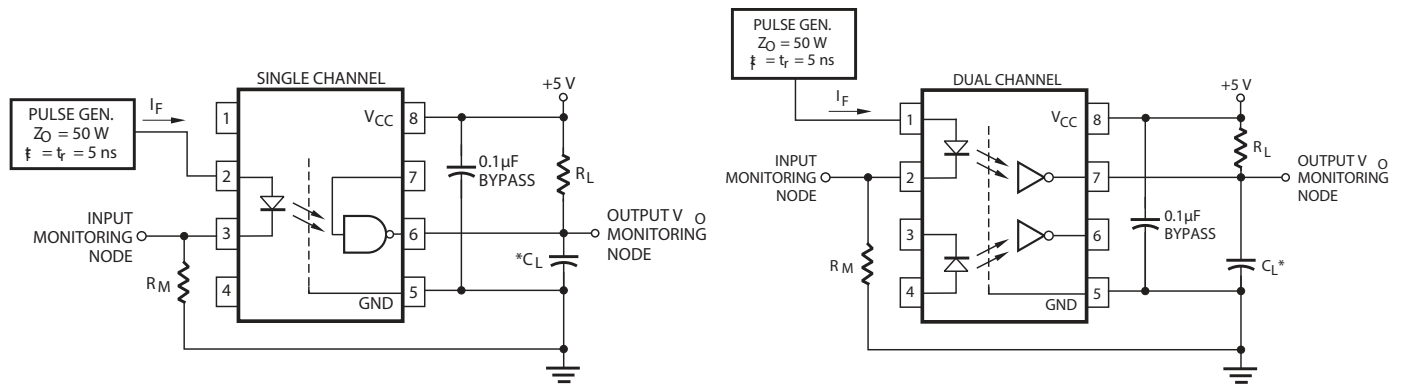 SINGLE CHANNEL
PULSE GEN.
ZO = 50 W
= tr = 5 ns
IF
1
2
3
4
VCC
8
7
6
5
GND
+5 V
0.1µF
BYPASS
RL
INPUT
MONITORING
NODE
RM
OUTPUT V O
MONITORING
NODE
*CL
PULSE GEN.
ZO = 50 W
= tr = 5 ns
DUAL CHANNEL
IF
1
2
3
4
VCC
8
7
6
5
GND
+5 V
RL
INPUT
MONITORING
NODE
RM
0.1µF
BYPASS
OUTPUT V O
MONITORING
NODE
CL*